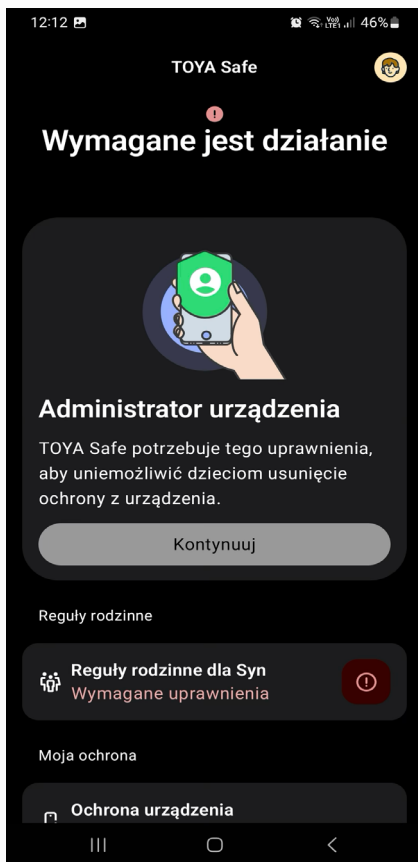 12:12 46%
TOYA Safe
Wymagane jest działanie
Administrator urządzenia
TOYA Safe potrzebuje tego uprawnienia,
aby uniemożliwić dzieciom usunięcie
ochrony z urządzenia.
Kontynuuj
Reguły rodzinne
Reguły rodzinne dla Syn
Wymagane uprawnienia
Moja ochrona
Ochrona urządzenia